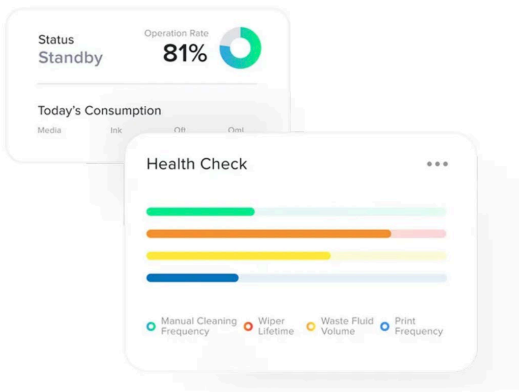 Status
Operation Rate
Standby
81%
Today's Consumption
Media Ink
Health Check
Manual Cleaning
Frequency
Wiper
Lifetime
Waste Fluid
Volume
Print
Frequency